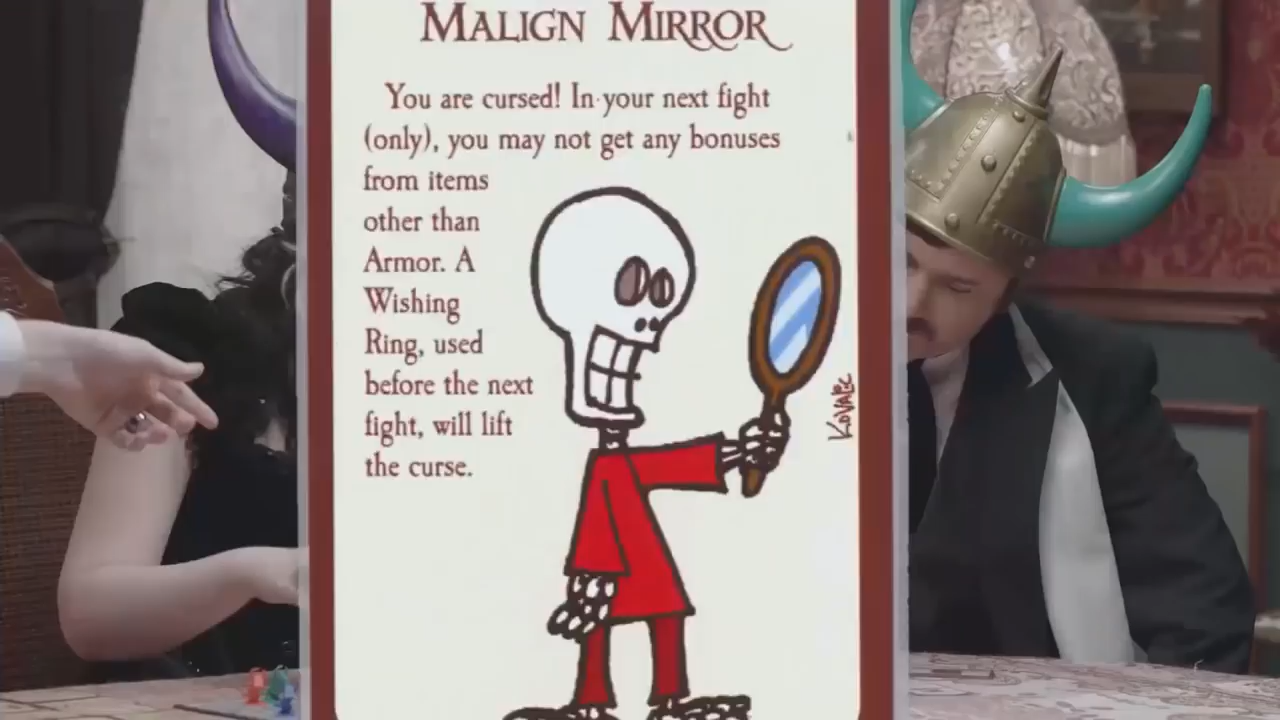 MALIGN MIRROR
You are cursed! In your next fight
(only), you may not get any bonuses
from items
other than
Armor. A
Wishing
Ring, used
before the next
fight, will lift
the curse.
KOVALIC